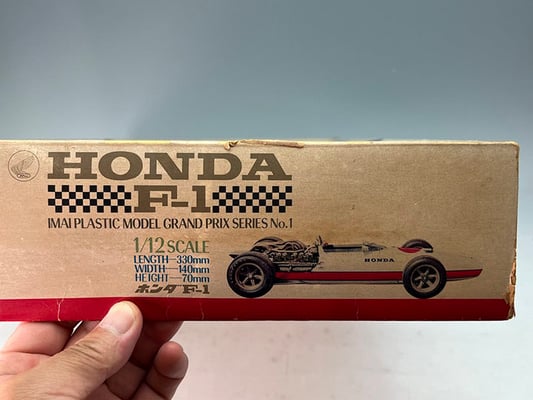 HONDA
F-1
IMAI PLASTIC MODEL GRAND PRIX SERIES No.1
1/12 SCALE
LENGTH—330mm
WIDTH—140mm
HEIGHT—70mm
ホンダ F-1
HONDA